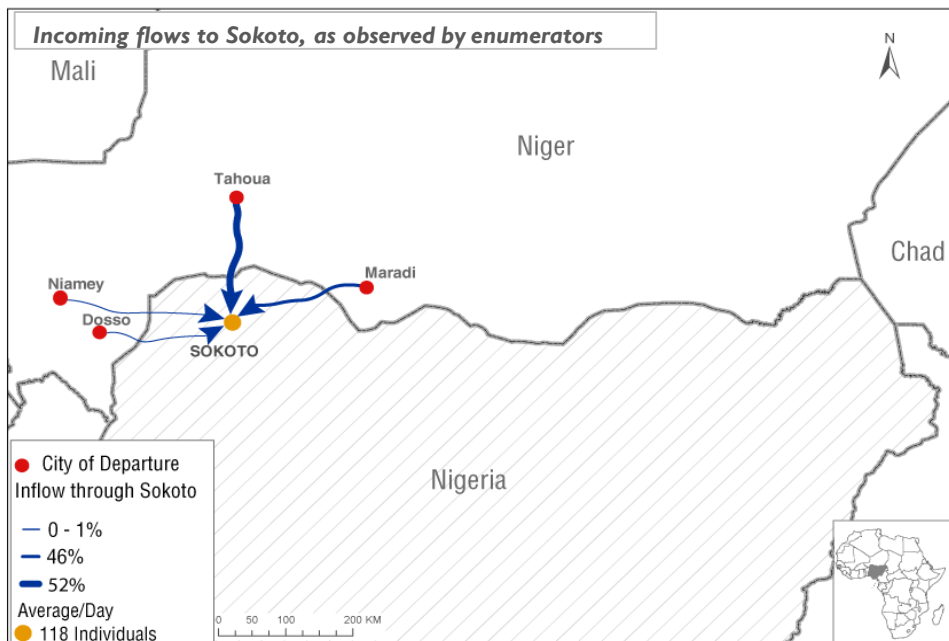 Incoming flows to Sokoto, as observed by enumerators
N
Mali
Niger
Tahoua
Chad
Maradi
Niamey
Dosso
SOKOTO
Nigeria
City of Departure
Inflow through Sokoto
0 - 1%
46%
52%
Average/Day
118 Individuals
0 50 100 200 KM